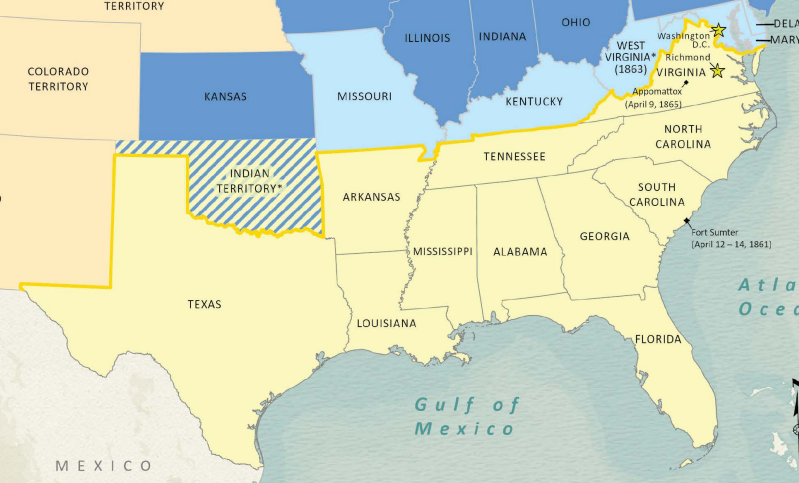 TERRITORY
OHIO
DELA
ILLINOIS
INDIANA
Washington
D.C.
MARY
WEST
VIRGINIA*
(1863)
Richmond
COLORADO
TERRITORY
VIRGINIA
KANSAS
MISSOURI
KENTUCKY
Appomattox
(April 9, 1865)
NORTH
CAROLINA
TENNESSEE
INDIAN
TERRITORY*
ARKANSAS
SOUTH
CAROLINA
GEORGIA
Fort Sumter
(April 12 – 14, 1861)
MISSISSIPPI
ALABAMA
Atla
Ocea
TEXAS
LOUISIANA
FLORIDA
Gulf of
Mexico
MEXICO